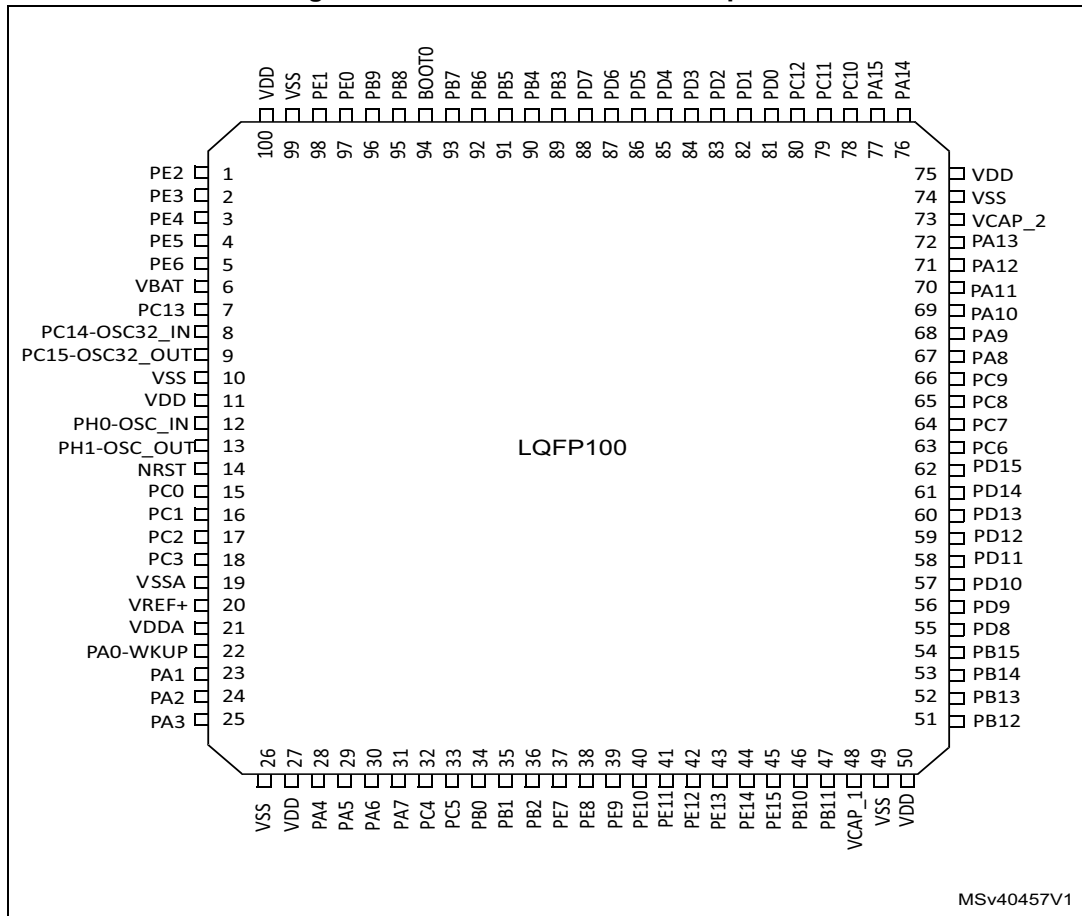 VDD
VSS
PE1
PE0
PB9
PB8
BOOT0
PB7
PB6
PB5
PB4
PB3
PD7
PD6
PD5
PD4
PD3
PD2
PD1
PD0
PC12
PC11
PC10
PA15
PA14
100
99
98
97
96
95
94
93
92
91
90
89
88
87
86
85
84
83
82
81
80
79
78
77
76
PE2 1
PE3 2
PE4 3
PE5 4
PE6 5
VBAT 6
PC13 7
PC14-OSC32_IN 8
PC15-OSC32_OUT 9
VSS 10
VDD 11
PH0-OSC_IN 12
PH1-OSC_OUT 13
NRST 14
PC0 15
PC1 16
PC2 17
PC3 18
VSSA 19
VREF+ 20
VDDA 21
PA0-WKUP 22
PA1 23
PA2 24
PA3 25
LQFP100
75 VDD
74 VSS
73 VCAP_2
72 PA13
71 PA12
70 PA11
69 PA10
68 PA9
67 PA8
66 PC9
65 PC8
64 PC7
63 PC6
62 PD15
61 PD14
60 PD13
59 PD12
58 PD11
57 PD10
56 PD9
55 PD8
54 PB15
53 PB14
52 PB13
51 PB12
26
27
28
29
30
31
32
33
34
35
36
37
38
39
40
41
42
43
44
45
46
47
48
49
50
VSS
VDD
PA4
PA5
PA6
PA7
PC4
PC5
PB0
PB1
PB2
PE7
PE8
PE9
PE10
PE11
PE12
PE13
PE14
PE15
PB10
PB11
VCAP_1
VSS
VDD
MSv40457V1